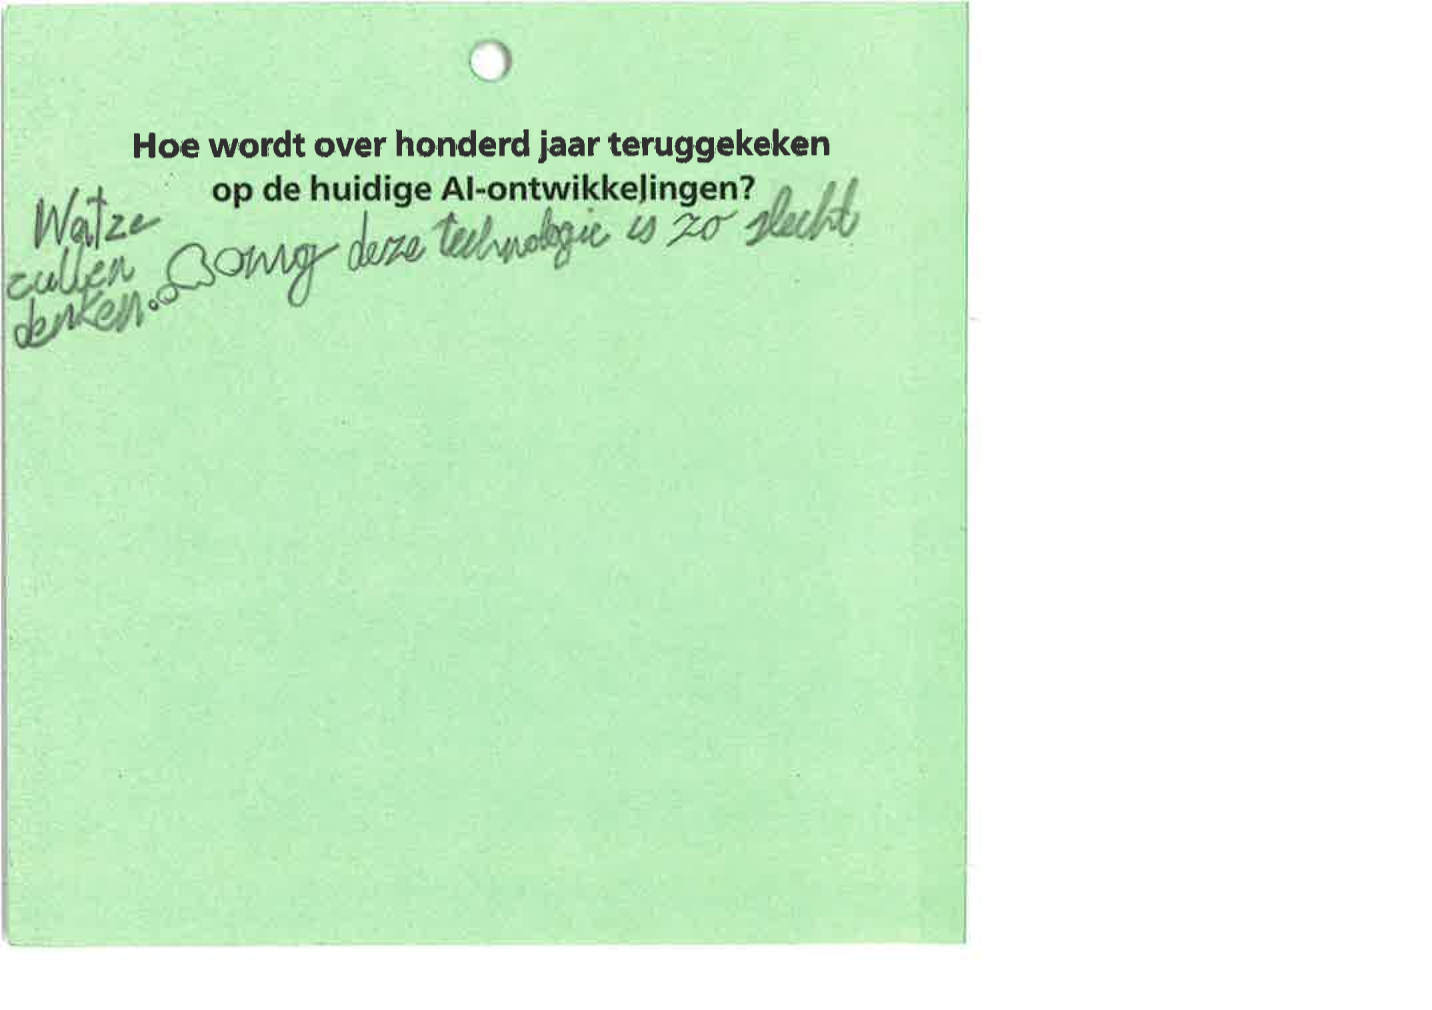 Hoe wordt over honderd jaar teruggekeken
op de huidige AI-ontwikkelingen?
Wat ze
zullen
denken..
omg deze technologie is zo slecht